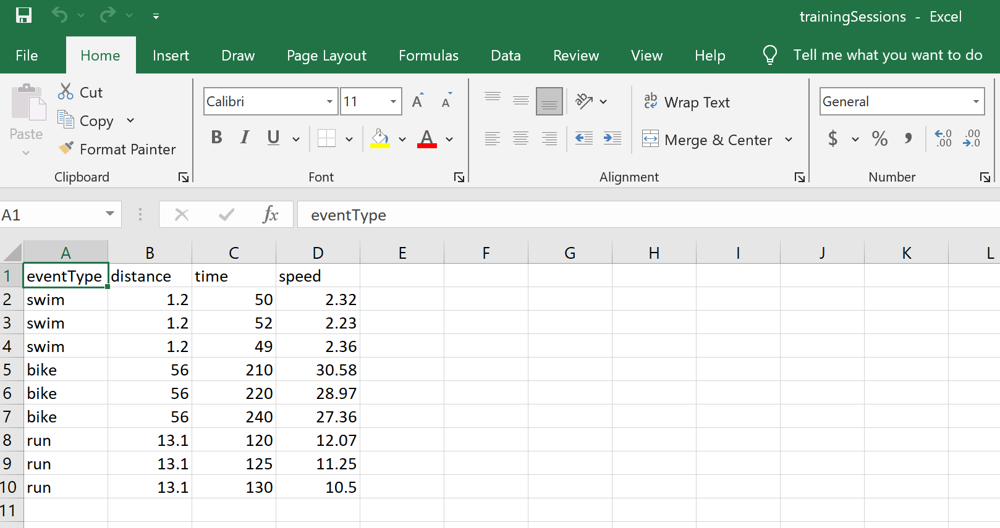 trainingSessions - Excel
File Home Insert Draw Page Layout Formulas Data Review View Help Tell me what you want to do
Paste
Cut
Copy
Format Painter
Clipboard
Calibri 11 A A
B I U A
Font
ab c Wrap Text
Merge & Center
Alignment
General
$ % , .0 .00 .00 .0
Number
A1 fx eventType
A B C D E F G H I J K L
1 eventType distance time speed
2 swim 1.2 50 2.32
3 swim 1.2 52 2.23
4 swim 1.2 49 2.36
5 bike 56 210 30.58
6 bike 56 220 28.97
7 bike 56 240 27.36
8 run 13.1 120 12.07
9 run 13.1 125 11.25
10 run 13.1 130 10.5
11